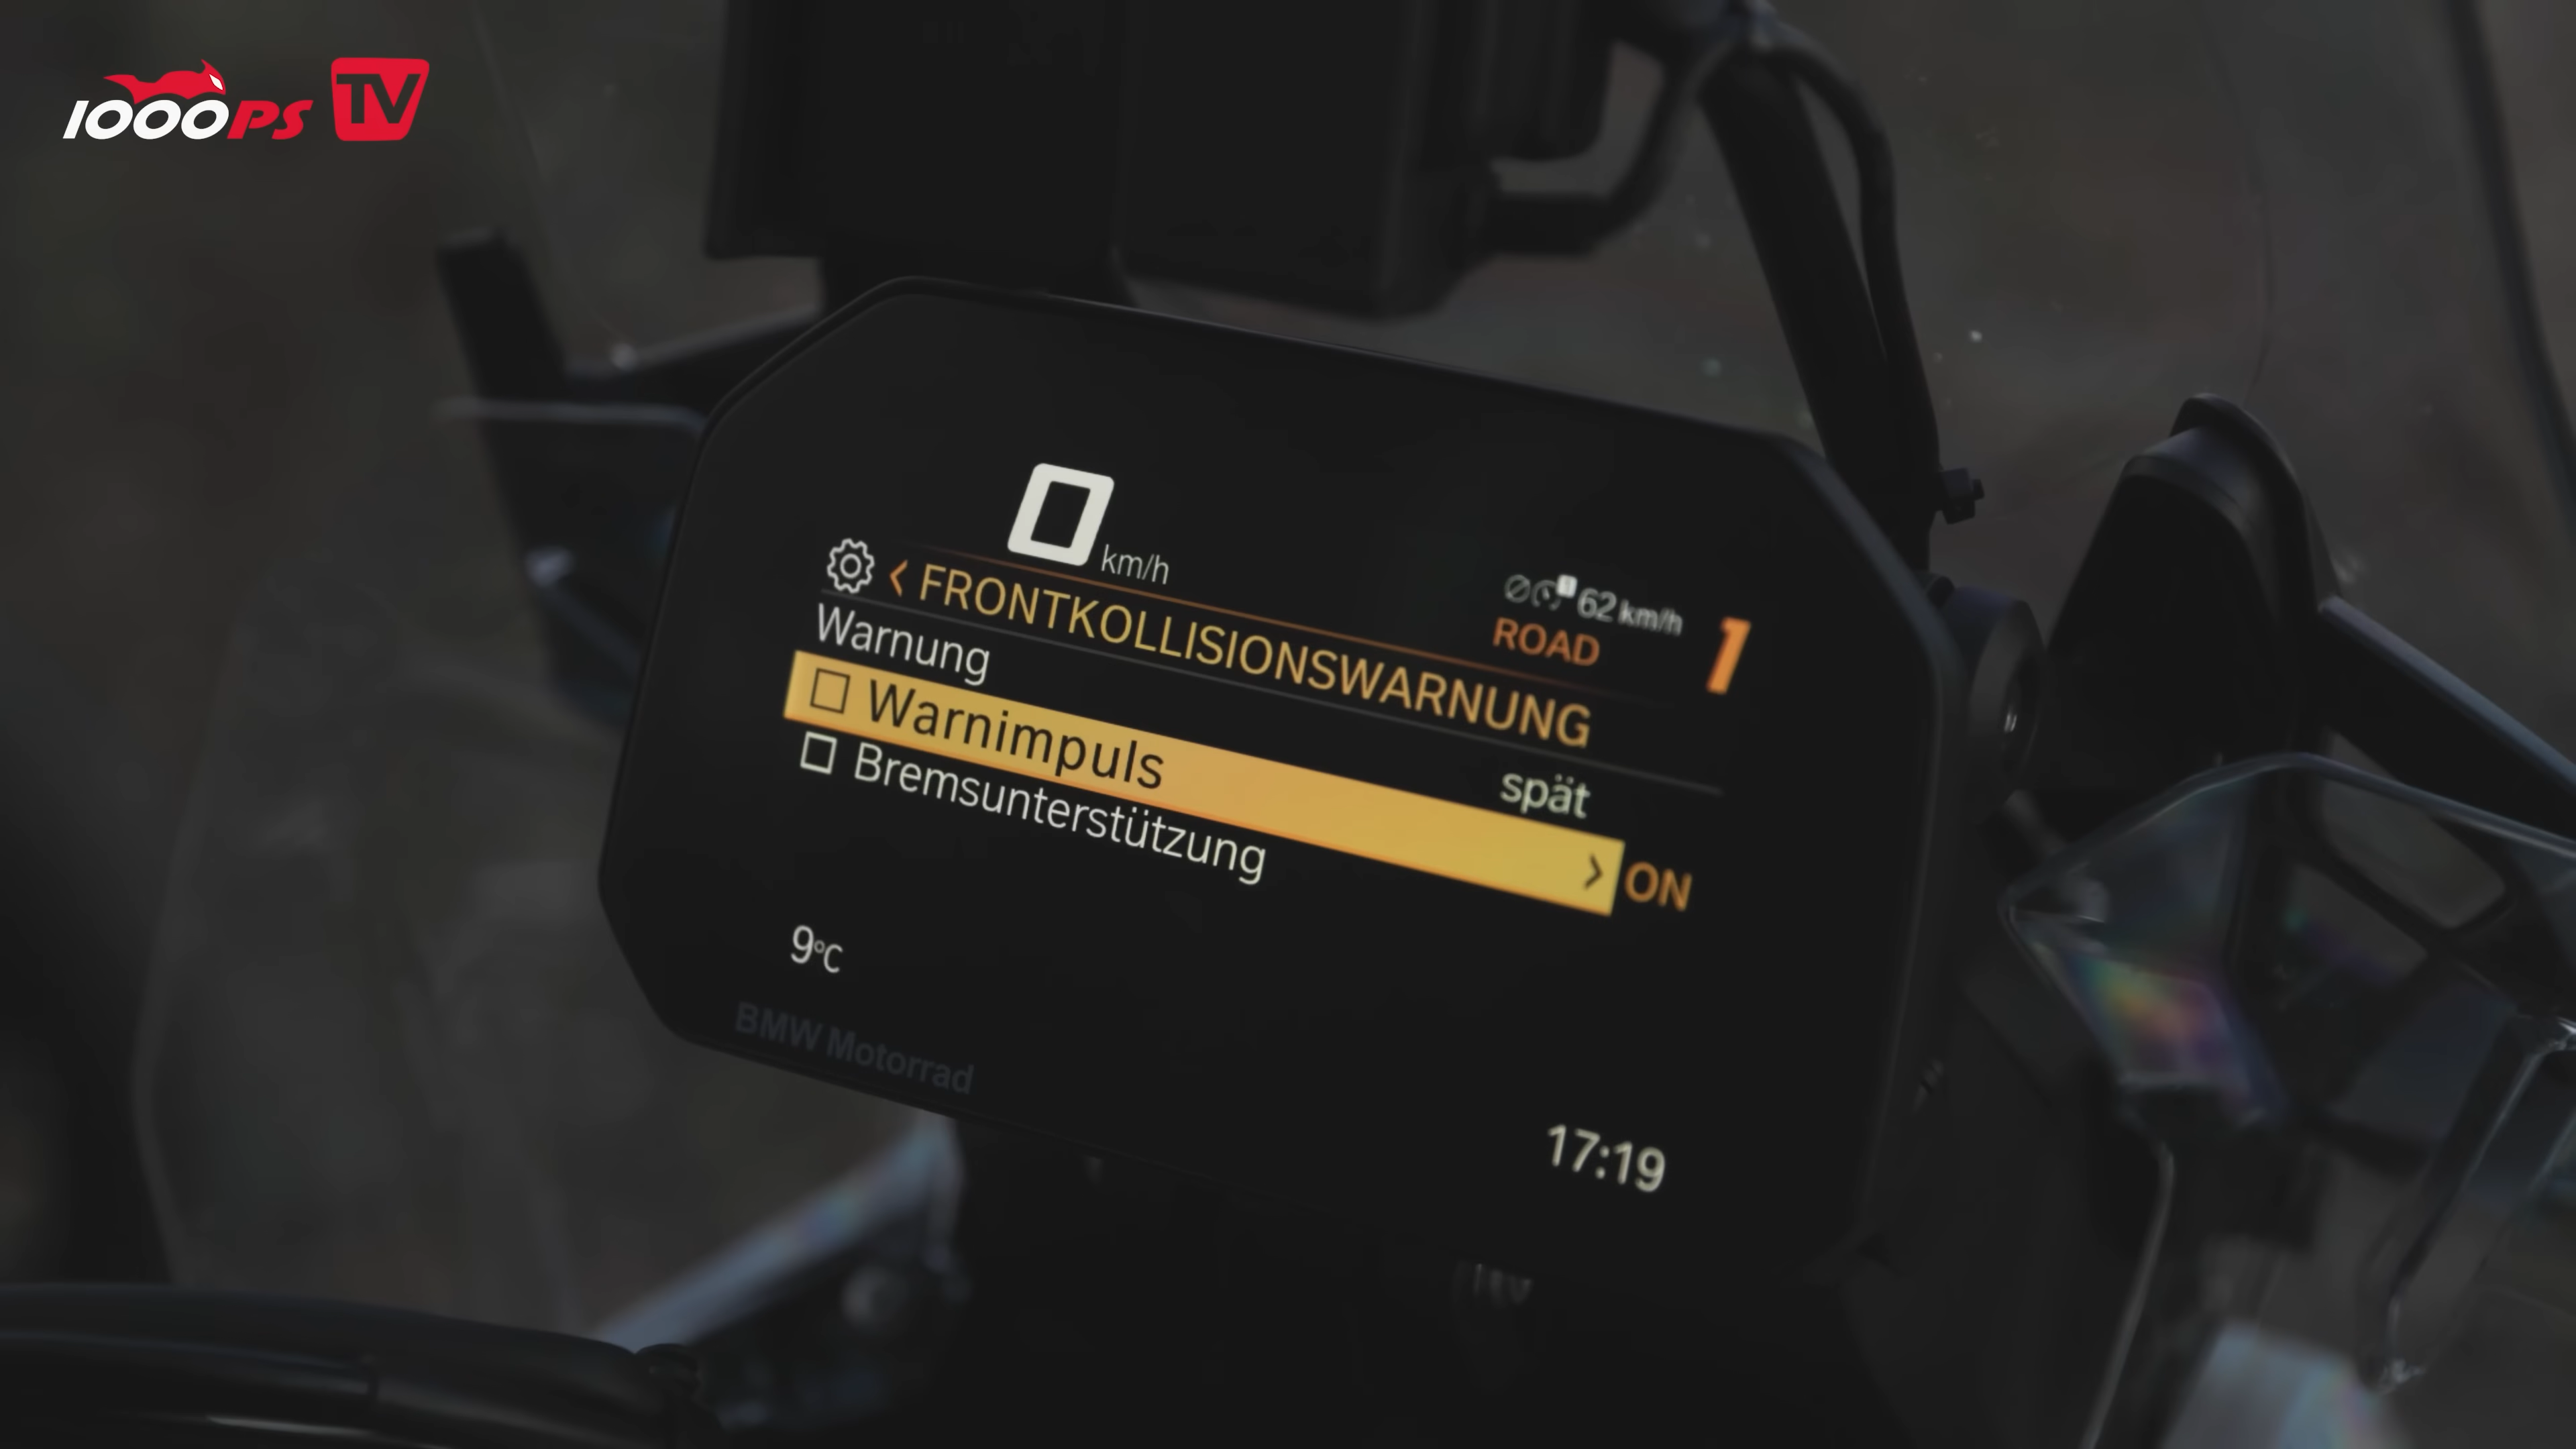 1000PS TV
0 km/h
62 km/h
ROAD
1
< FRONTKOLLISIONSWARNUNG
Warnung spät
Warnimpuls > ON
Bremsunterstützung
9°C
17:19
BMW Motorrad